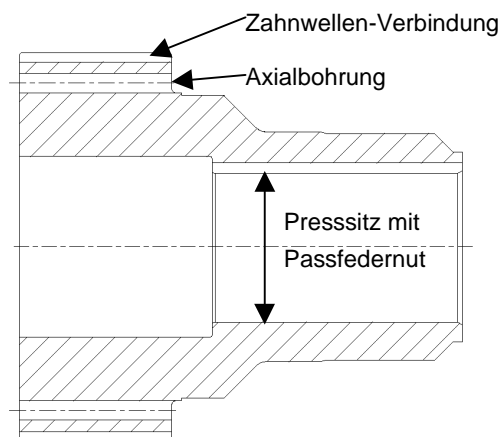 Zahnwellen-Verbindung
Axialbohrung
Presssitz mit
Passfedernut